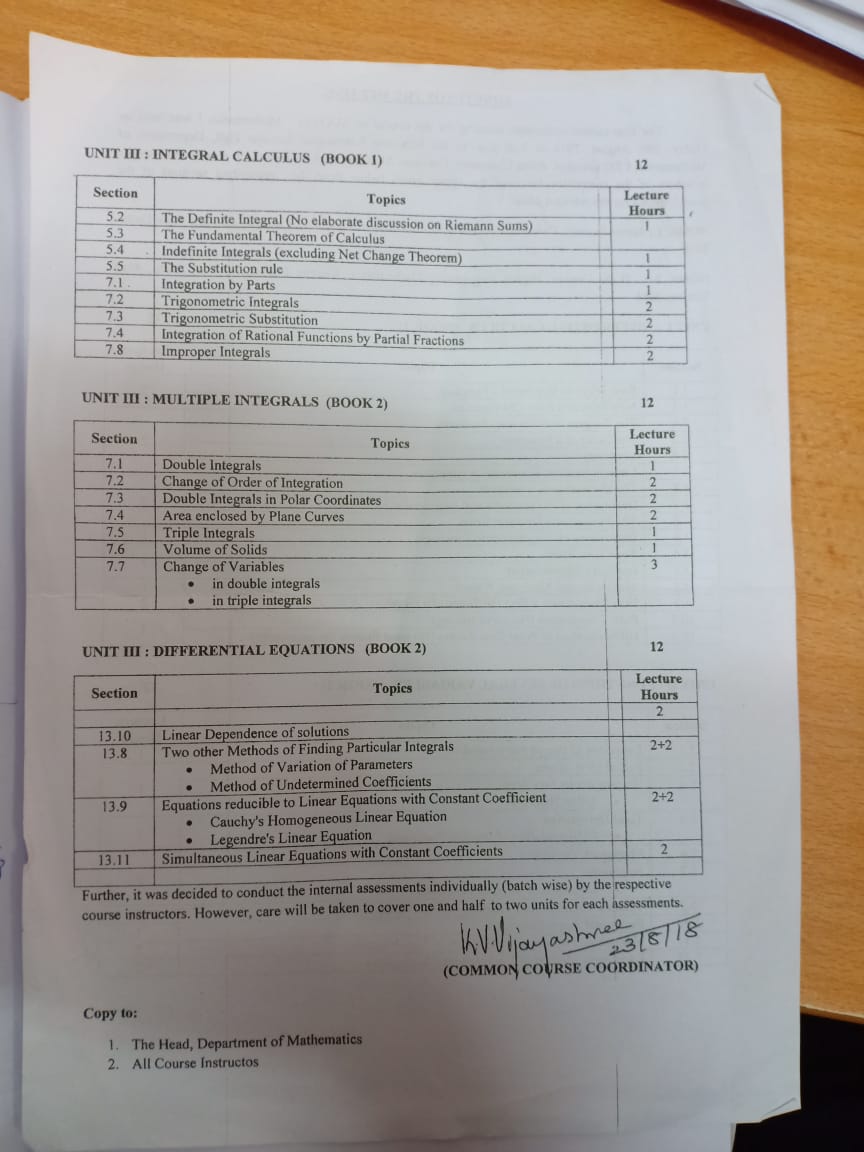 UNIT III : INTEGRAL CALCULUS (BOOK 1) 12
Section Topics Lecture Hours
5.2 The Definite Integral (No elaborate discussion on Riemann Sums) 1
5.3 The Fundamental Theorem of Calculus
5.4 Indefinite Integrals (excluding Net Change Theorem) 1
5.5 The Substitution rule 1
7.1 Integration by Parts 1
7.2 Trigonometric Integrals 2
7.3 Trigonometric Substitution 2
7.4 Integration of Rational Functions by Partial Fractions 2
7.8 Improper Integrals 2
UNIT III : MULTIPLE INTEGRALS (BOOK 2) 12
Section Topics Lecture Hours
7.1 Double Integrals 1
7.2 Change of Order of Integration 2
7.3 Double Integrals in Polar Coordinates 2
7.4 Area enclosed by Plane Curves 2
7.5 Triple Integrals 1
7.6 Volume of Solids 1
7.7 Change of Variables 3
• in double integrals
• in triple integrals
UNIT III : DIFFERENTIAL EQUATIONS (BOOK 2) 12
Section Topics Lecture Hours
2
13.10 Linear Dependence of solutions
13.8 Two other Methods of Finding Particular Integrals 2+2
• Method of Variation of Parameters
• Method of Undetermined Coefficients
13.9 Equations reducible to Linear Equations with Constant Coefficient 2+2
• Cauchy's Homogeneous Linear Equation
• Legendre's Linear Equation
13.11 Simultaneous Linear Equations with Constant Coefficients 2
Further, it was decided to conduct the internal assessments individually (batch wise) by the respective
course instructors. However, care will be taken to cover one and half to two units for each assessments.
K.V.Vijayashree
23/8/18
(COMMON COURSE COORDINATOR)
Copy to:
1. The Head, Department of Mathematics
2. All Course Instructos